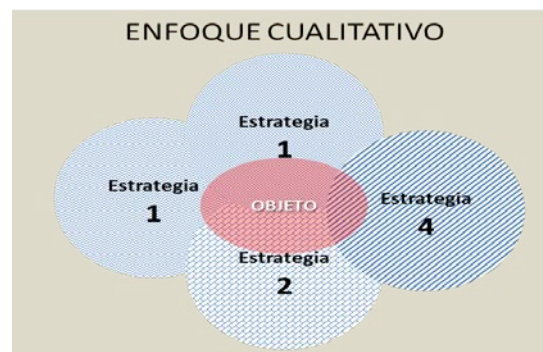 ENFOQUE CUALITATIVO
Estrategia
1
Estrategia
1
OBJETO
Estrategia
4
Estrategia
2